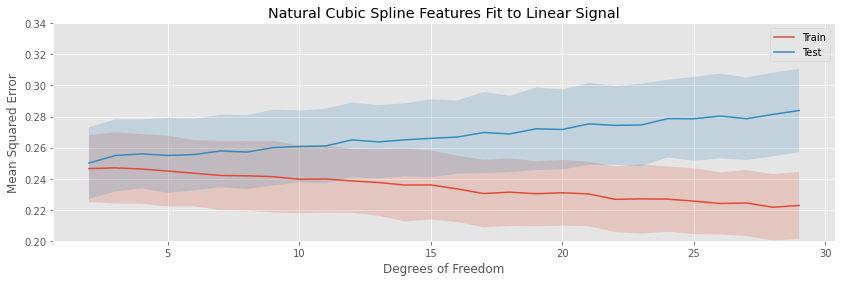 Natural Cubic Spline Features Fit to Linear Signal
0.34
0.32
0.30
0.28
0.26
0.24
0.22
0.20
Mean Squared Error
Train
Test
5
10
15
20
25
30
Degrees of Freedom